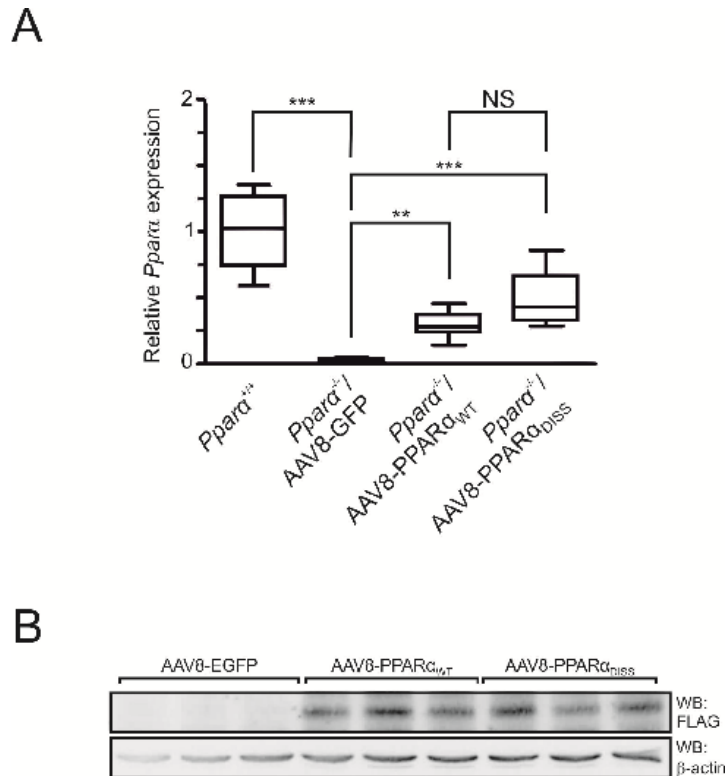 A
2
1
0
Relative Pparα expression
***
NS
***
**
Pparα+/+
Pparα-/-/
AAV8-GFP
Pparα-/-/
AAV8-PPARαWT
Pparα-/-/
AAV8-PPARαDISS
B
AAV8-EGFP AAV8-PPARαWT AAV8-PPARαDISS
WB:
FLAG
WB:
β-actin